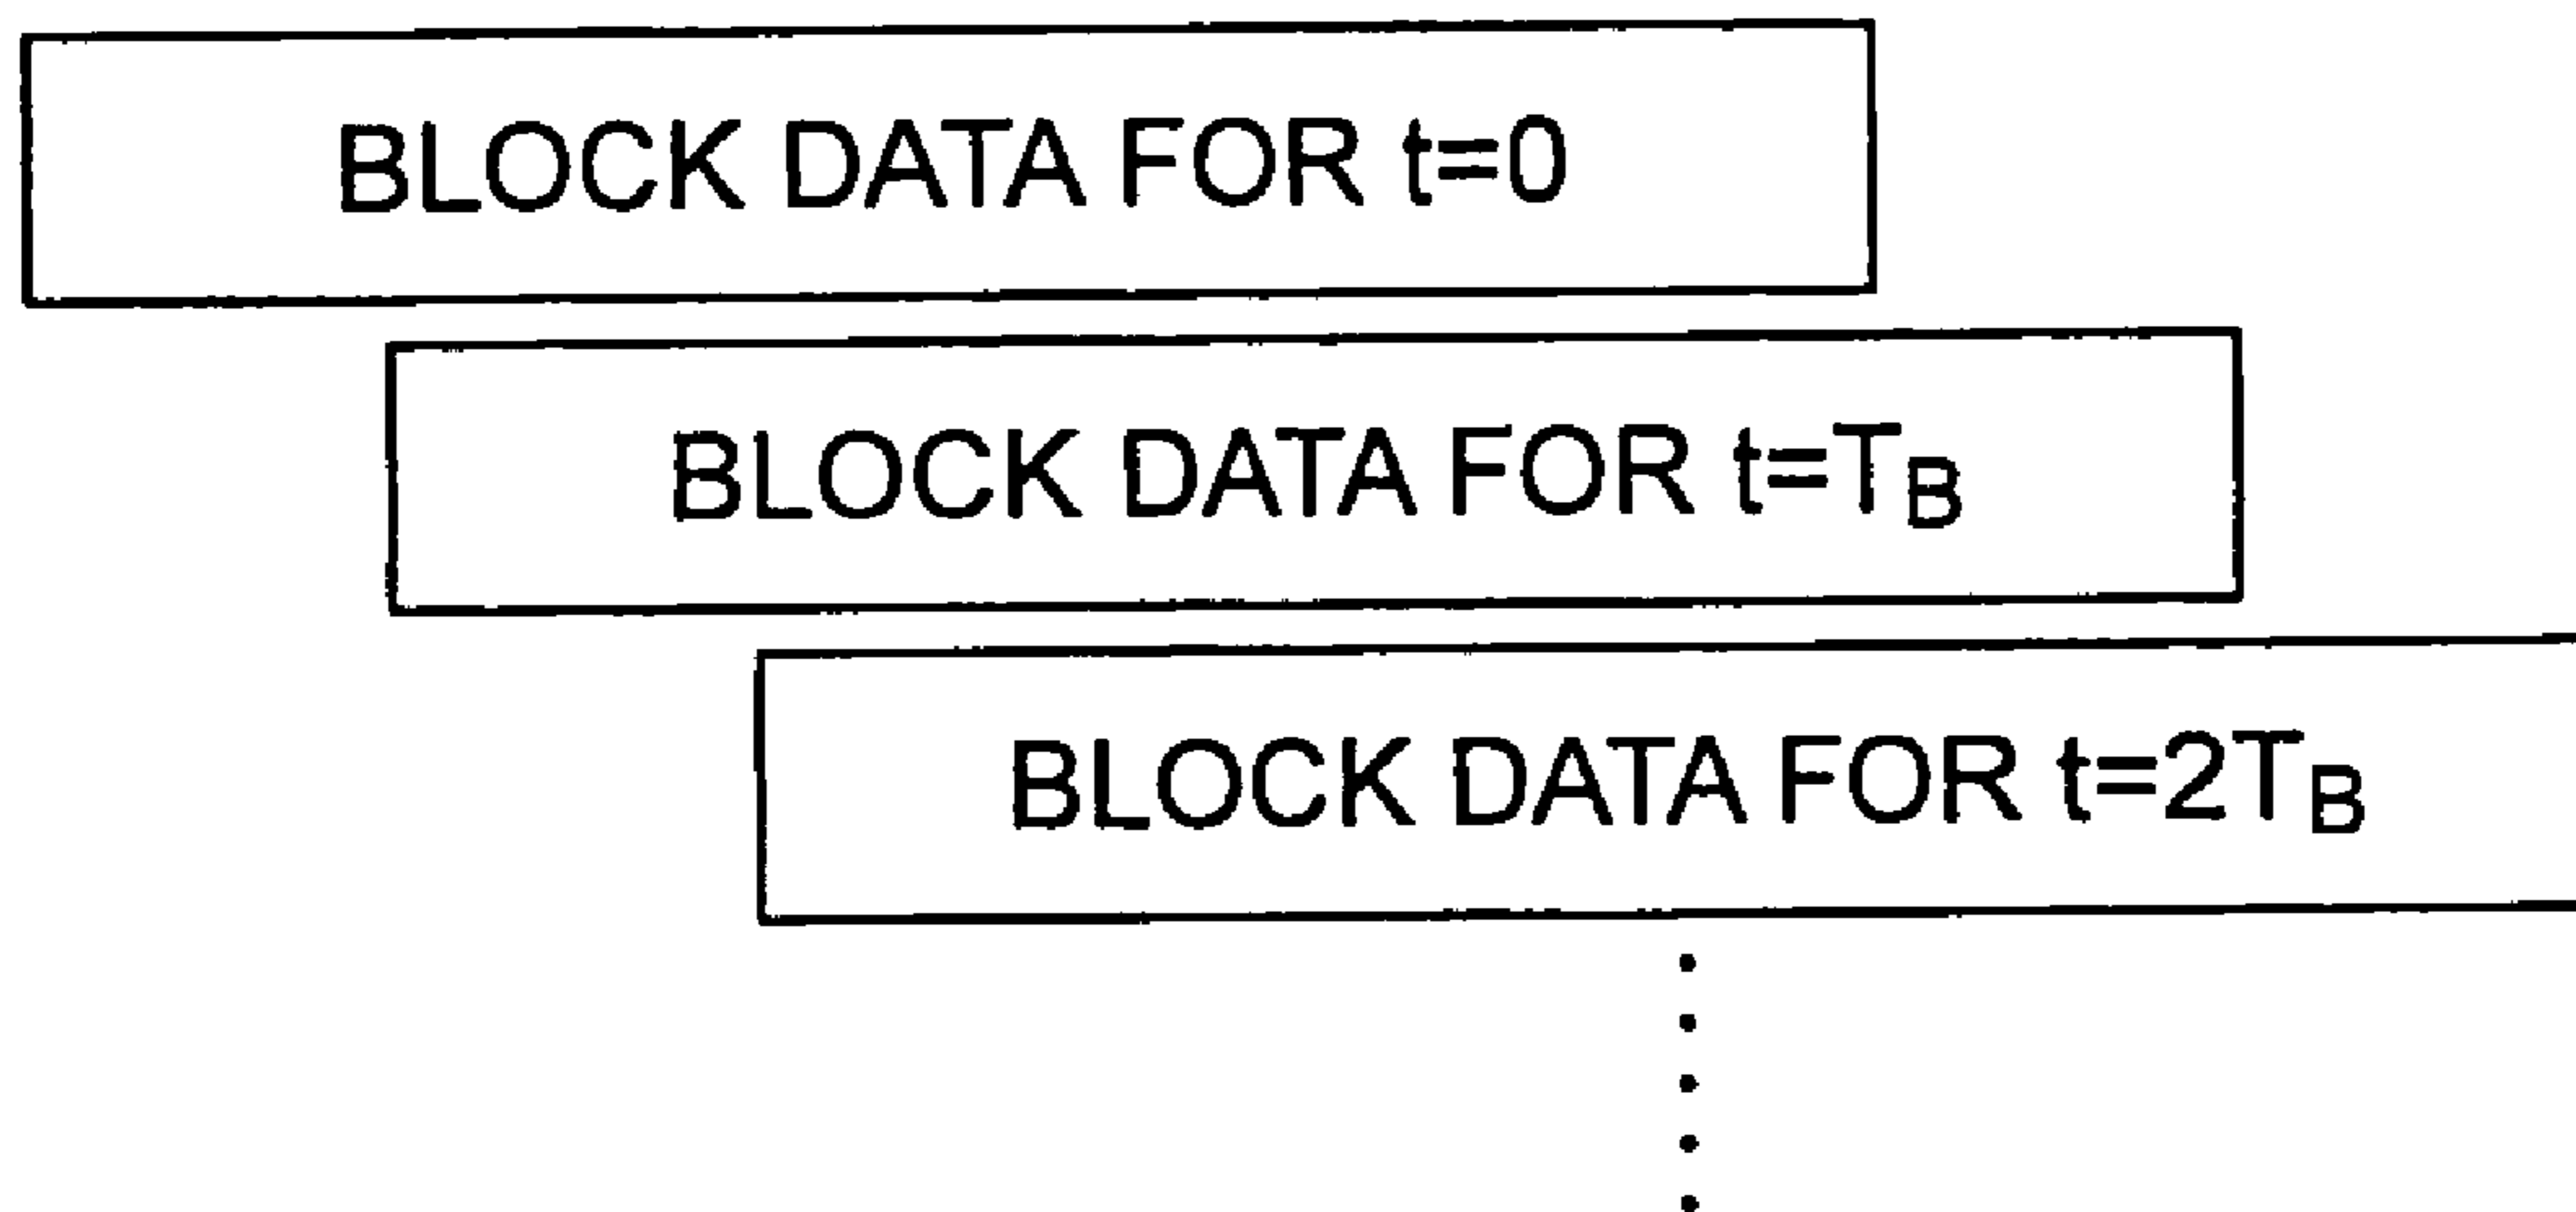 BLOCK DATA FOR t=0
BLOCK DATA FOR t=T_B
BLOCK DATA FOR t=2T_B